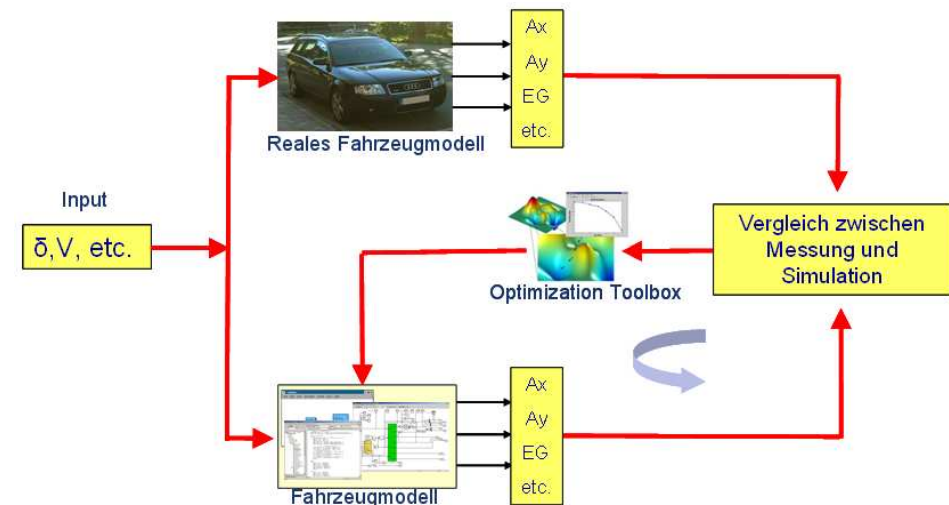 Ax
Ay
EG
etc.
Reales Fahrzeugmodell
Input
δ,V, etc.
Vergleich zwischen
Messung und
Simulation
Optimization Toolbox
Ax
Ay
EG
etc.
Fahrzeugmodell